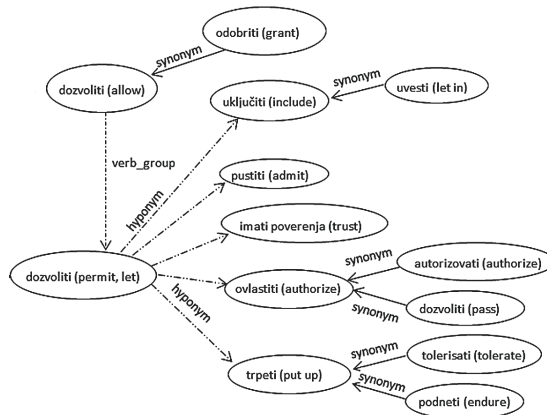 odobriti (grant)
synonym
dozvoliti (allow)
uključiti (include)
synonym
uvesti (let in)
verb_group
hyponym
pustiti (admit)
imati poverenja (trust)
dozvoliti (permit, let)
ovlastiti (authorize)
synonym
autorizovati (authorize)
synonym
dozvoliti (pass)
hyponym
trpeti (put up)
synonym
tolerisati (tolerate)
synonym
podneti (endure)